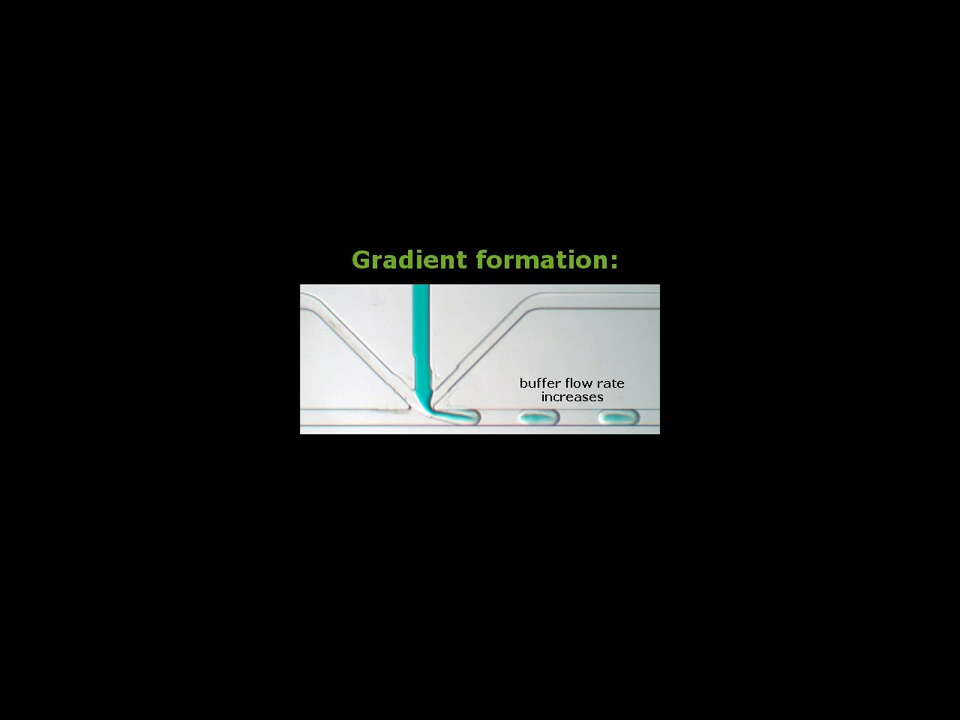 Gradient formation:
buffer flow rate
increases